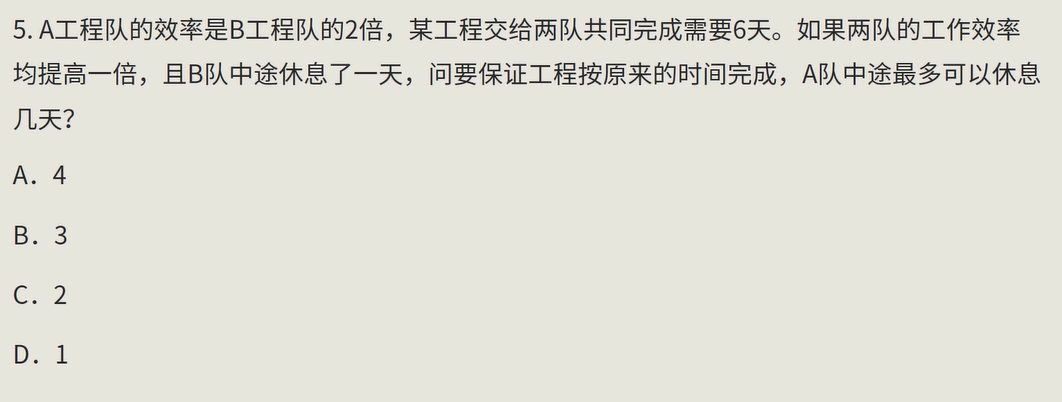 5. A工程队的效率是B工程队的2倍，某工程交给两队共同完成需要6天。如果两队的工作效率
均提高一倍，且B队中途休息了一天，问要保证工程按原来的时间完成，A队中途最多可以休息
几天？
A．4
B．3
C．2
D．1